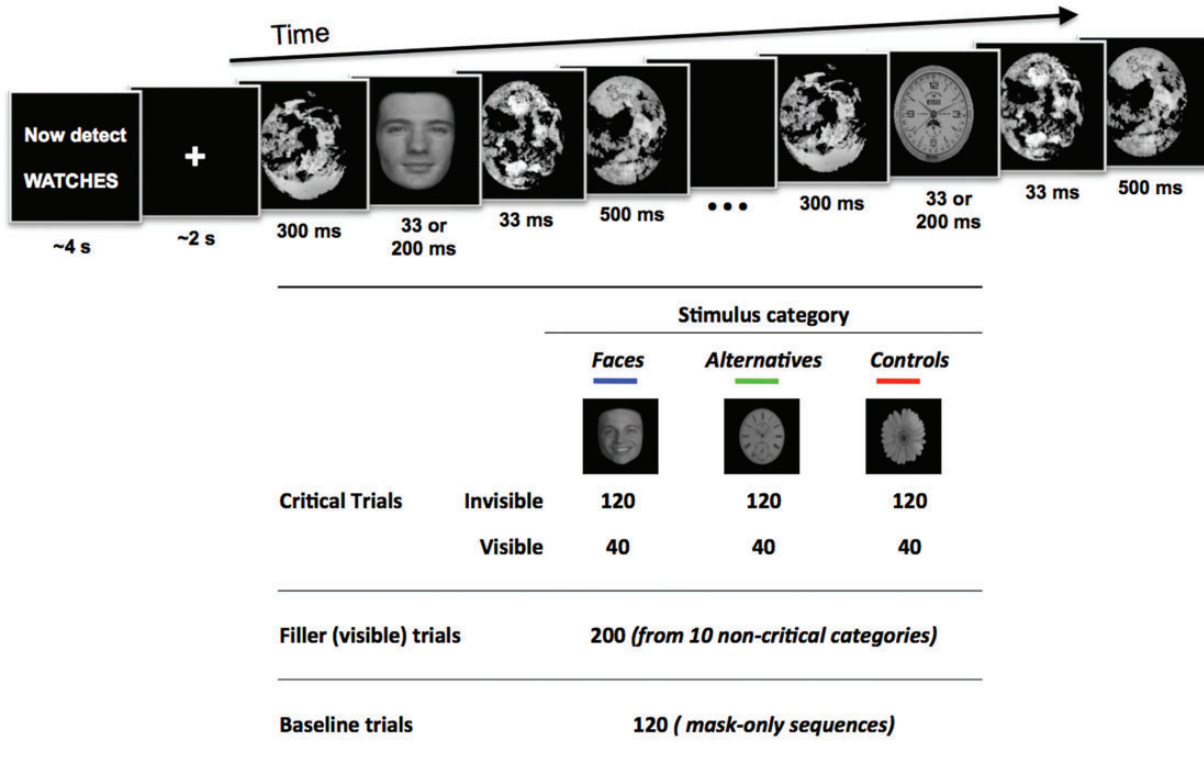 Time
Now detect
WATCHES
+
~4 s
~2 s
300 ms
33 or
200 ms
33 ms
500 ms
•••
300 ms
33 or
200 ms
33 ms
500 ms
Stimulus category
Faces Alternatives Controls
Critical Trials Invisible 120 120 120
Visible 40 40 40
Filler (visible) trials 200 (from 10 non-critical categories)
Baseline trials 120 ( mask-only sequences)